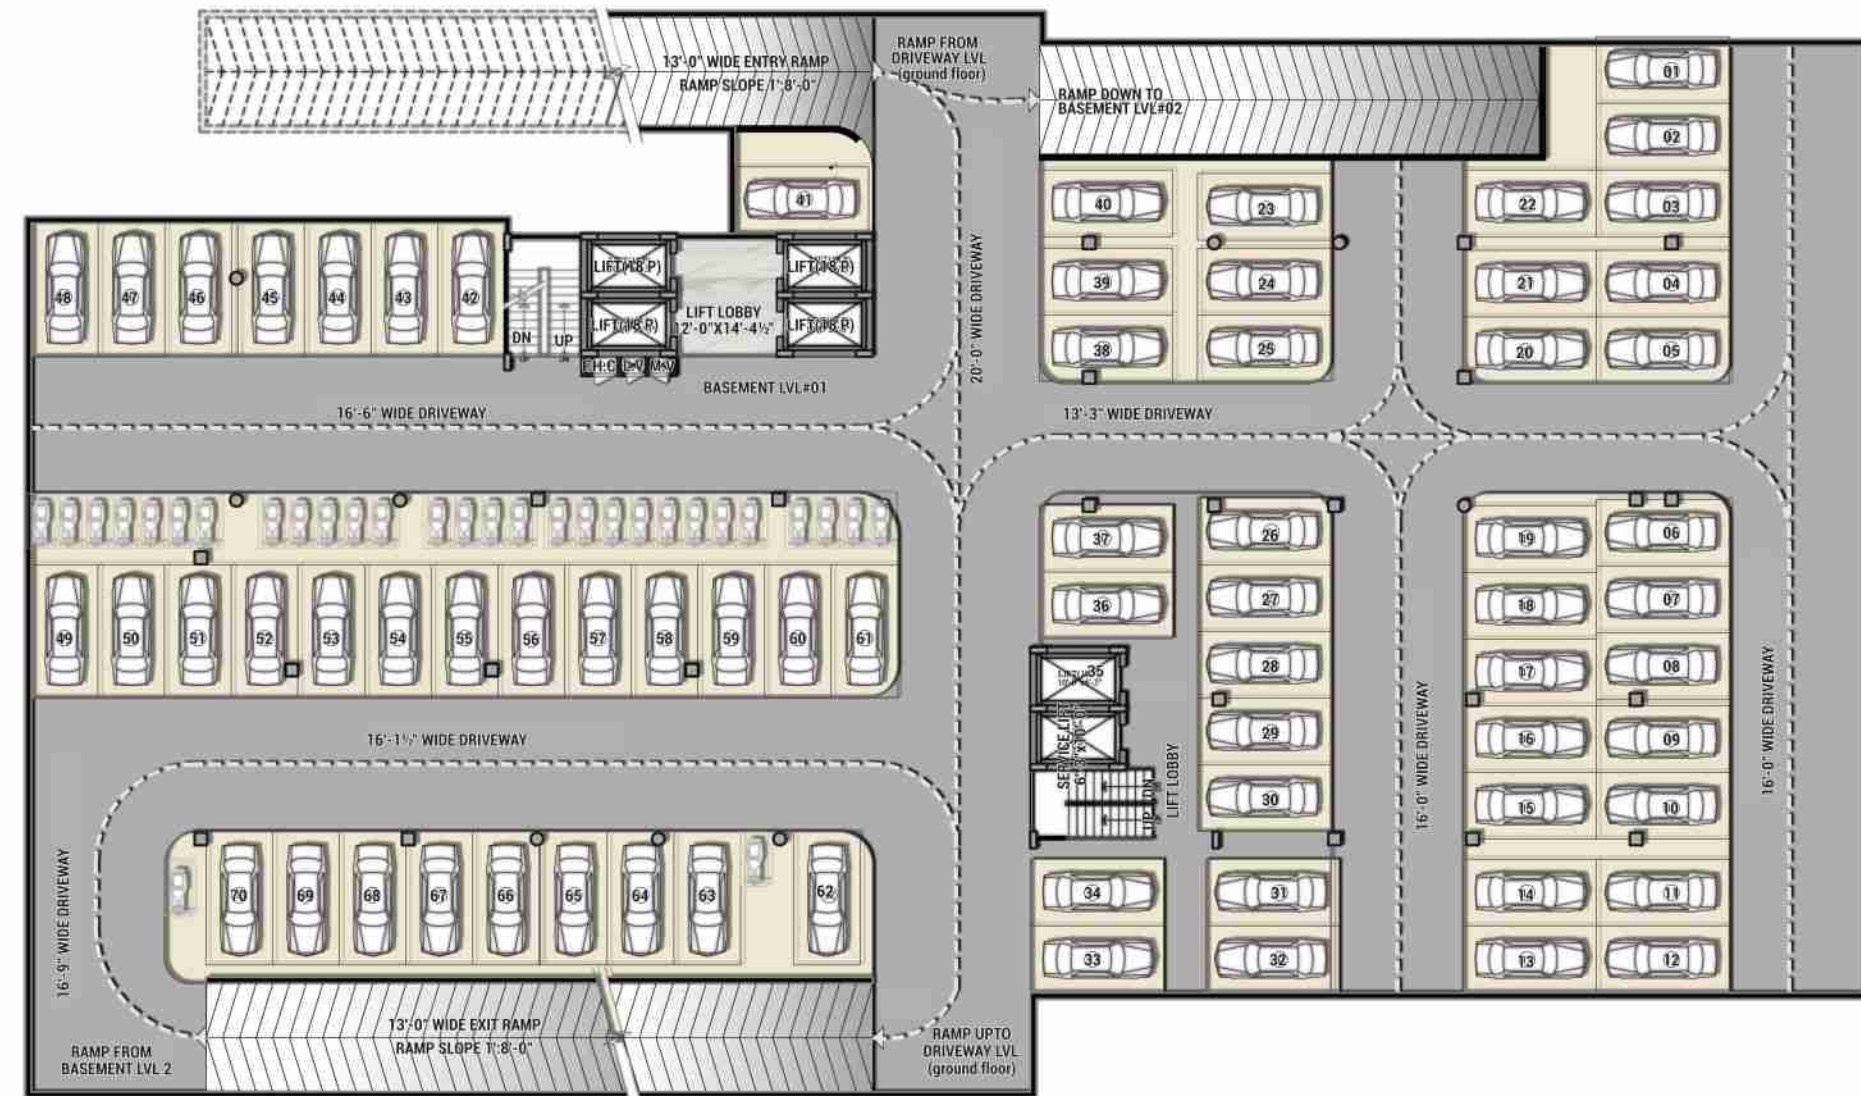 13'-0" WIDE ENTRY RAMP
RAMP SLOPE 1':8'-0"
RAMP FROM
DRIVEWAY LVL
(ground floor)
RAMP DOWN TO
BASEMENT LVL#02
01
02
41
40
23
22
03
48
47
46
45
44
43
42
DN
UP
LIFT(18 P)
LIFT(18 P)
LIFT(18 P)
LIFT(18 P)
LIFT LOBBY
12'-0"X14'-4½"
F.H.C
M.V
BASEMENT LVL#01
20'-0" WIDE DRIVEWAY
39
24
21
04
38
25
20
05
16'-6" WIDE DRIVEWAY
13'-3" WIDE DRIVEWAY
37
26
19
06
36
27
18
07
49
50
51
52
53
54
55
56
57
58
59
60
61
35
28
17
08
SERVICE LIFT
LIFT LOBBY
UP
DN
29
16
09
30
15
10
16'-0" WIDE DRIVEWAY
16'-0" WIDE DRIVEWAY
16'-1½" WIDE DRIVEWAY
16'-9" WIDE DRIVEWAY
70
69
68
67
66
65
64
63
62
34
31
14
11
33
32
13
12
13'-0" WIDE EXIT RAMP
RAMP SLOPE 1':8'-0"
RAMP FROM
BASEMENT LVL 2
RAMP UPTO
DRIVEWAY LVL
(ground floor)